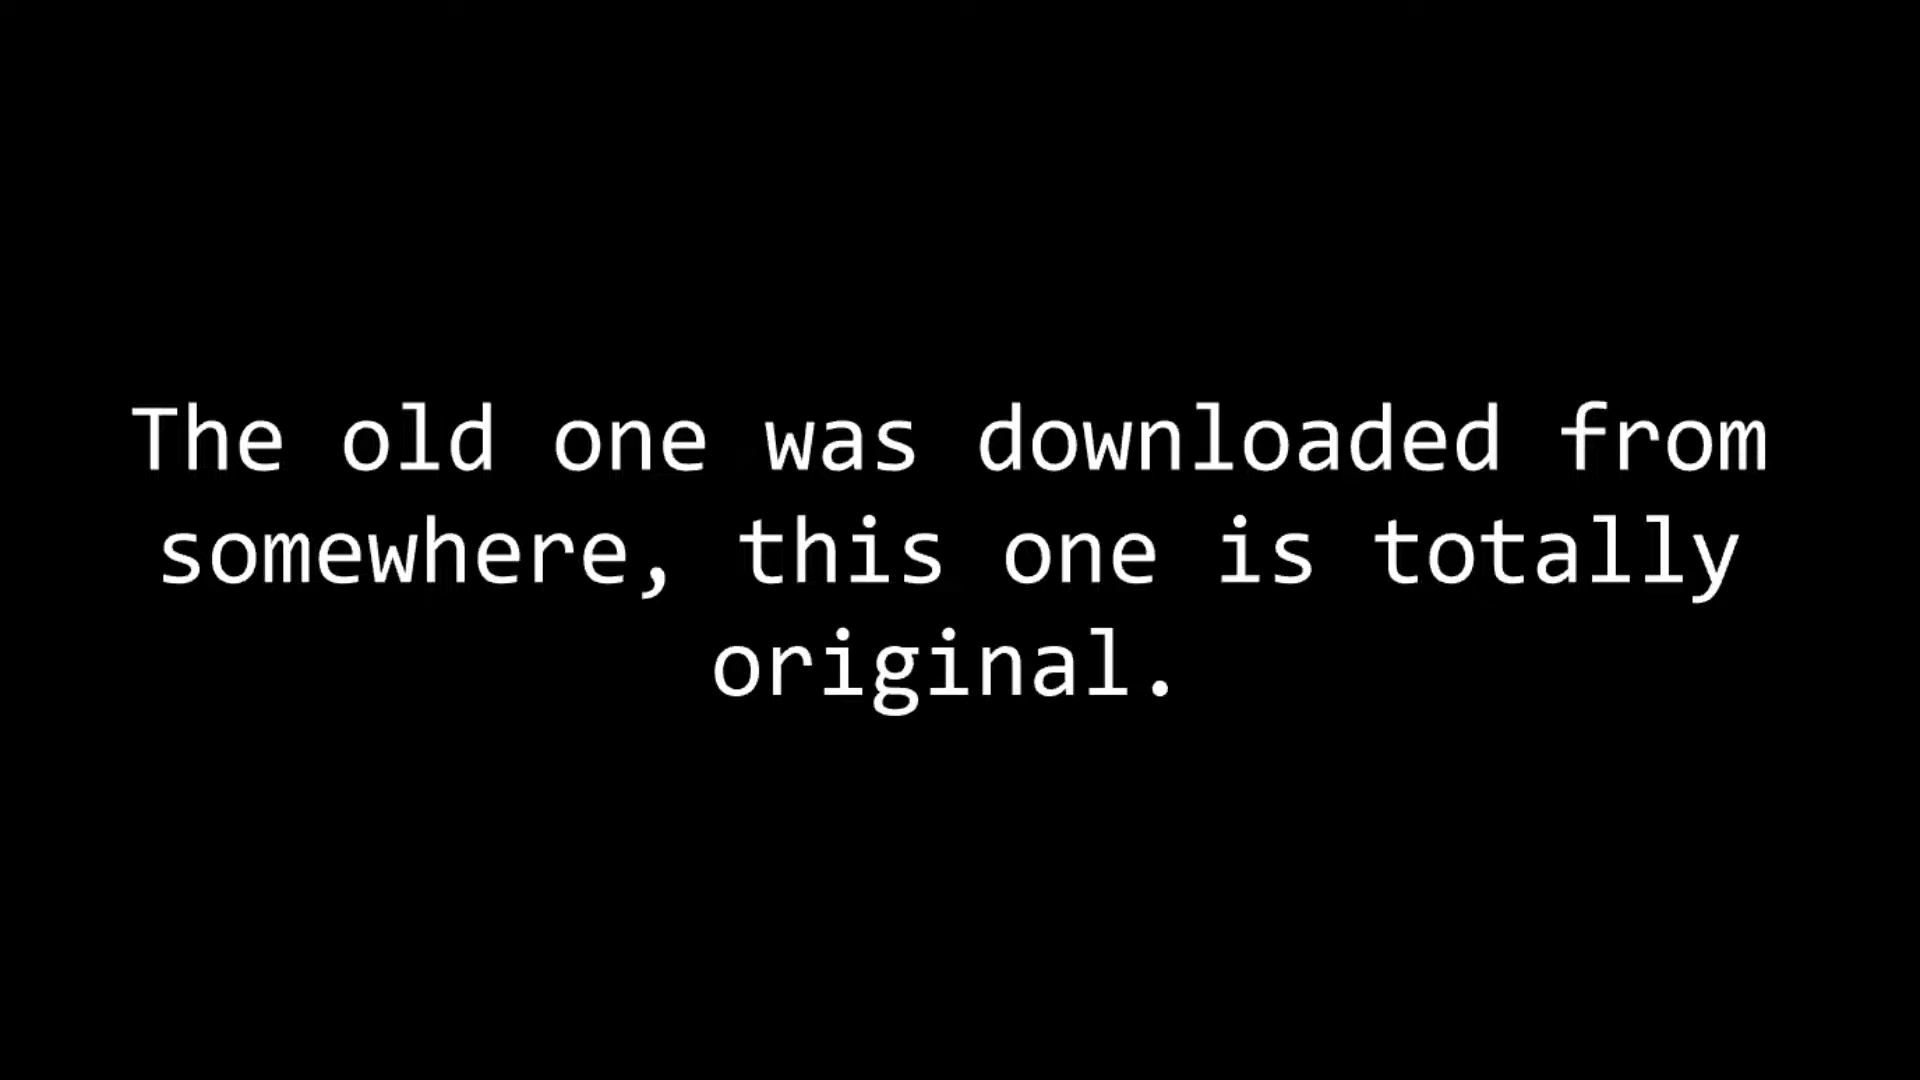 The old one was downloaded from
somewhere, this one is totally
original.